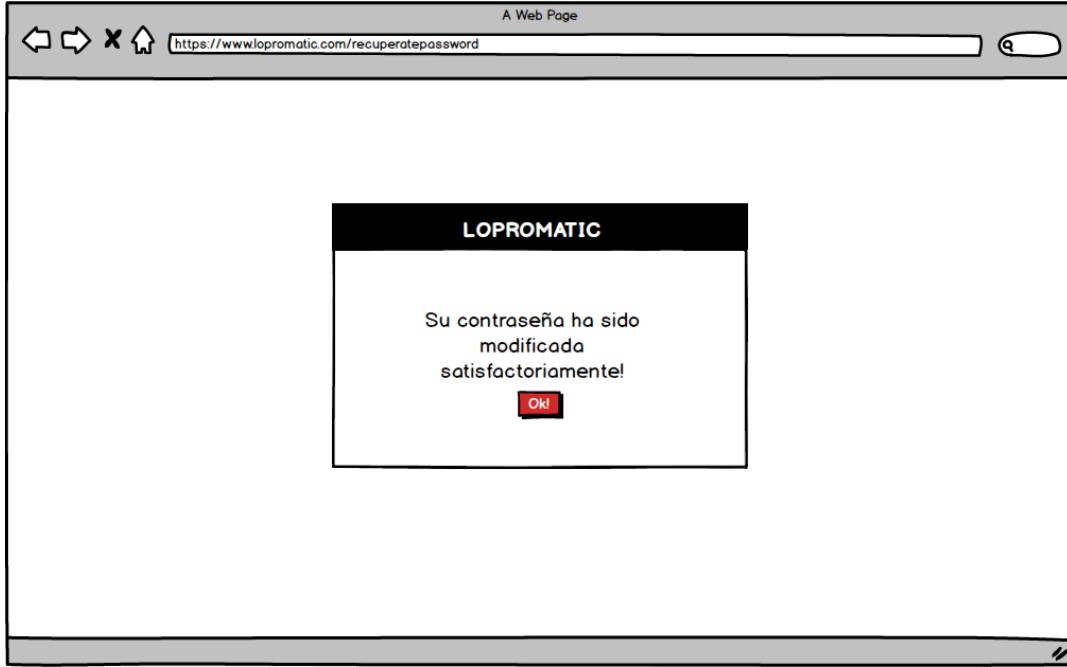 A Web Page
https://www.lopromatic.com/recuperatepassword
LOPROMATIC
Su contraseña ha sido
modificada
satisfactoriamente!
Ok!